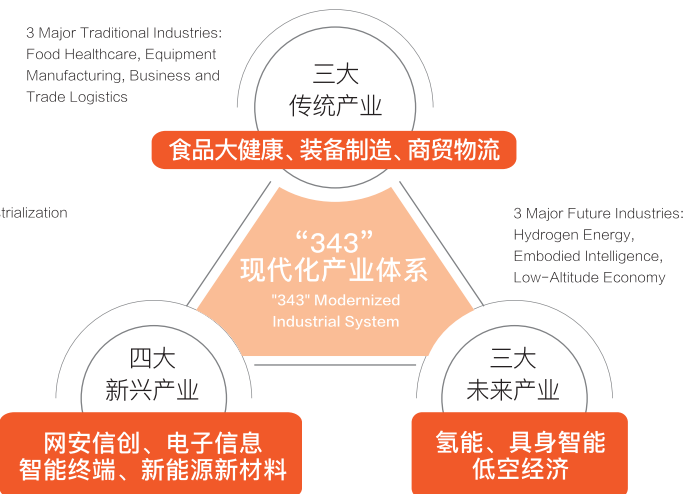 3 Major Traditional Industries:
Food Healthcare, Equipment
Manufacturing, Business and
Trade Logistics
三大
传统产业
食品大健康、装备制造、商贸物流
trialization
3 Major Future Industries:
Hydrogen Energy,
Embodied Intelligence,
Low-Altitude Economy
“343”
现代化产业体系
"343" Modernized
Industrial System
四大
新兴产业
网安信创、电子信息
智能终端、新能源新材料
三大
未来产业
氢能、具身智能
低空经济